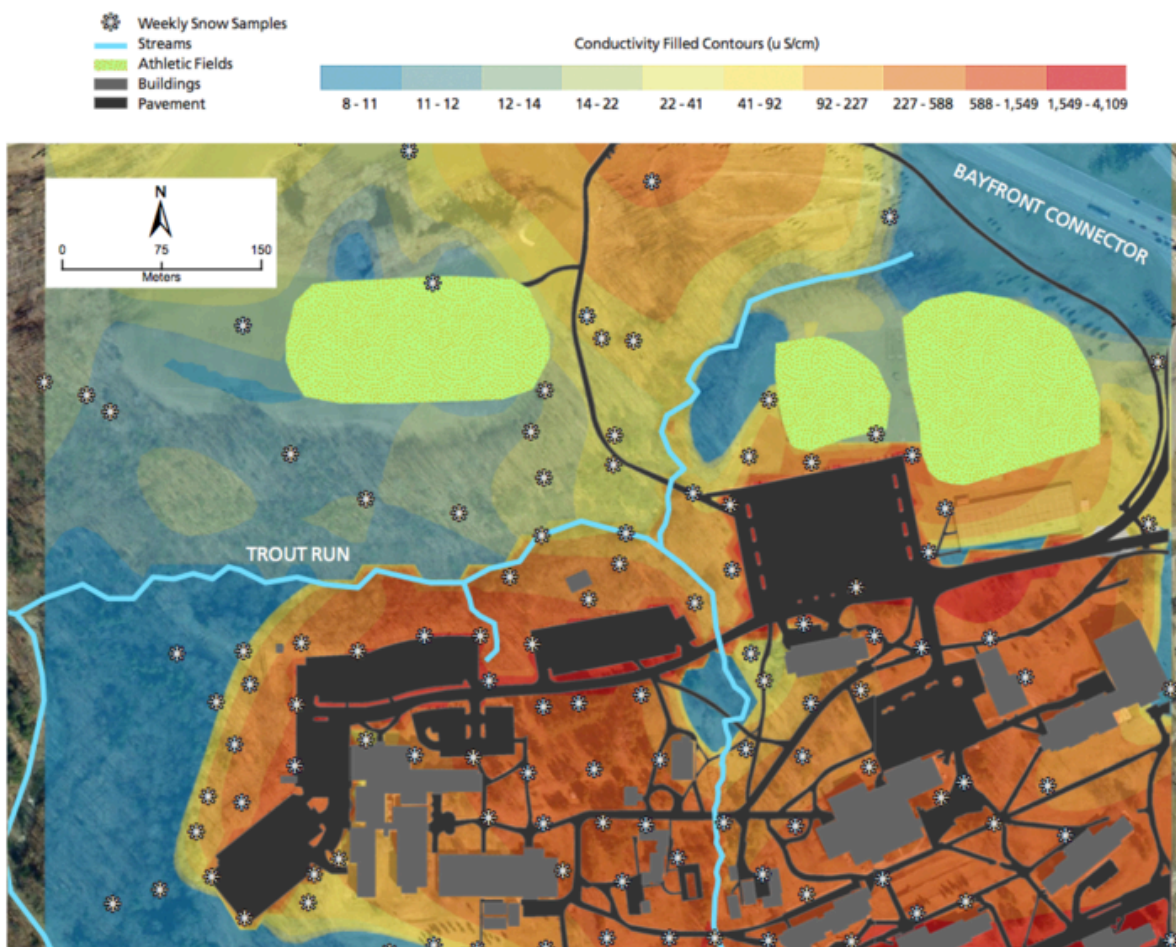 Weekly Snow Samples
Streams
Athletic Fields
Buildings
Pavement
Conductivity Filled Contours (u S/cm)
8 - 11 11 - 12 12 - 14 14 - 22 22 - 41 41 - 92 92 - 227 227 - 588 588 - 1,549 1,549 - 4,109
N
0 75 150
Meters
BAYFRONT CONNECTOR
TROUT RUN